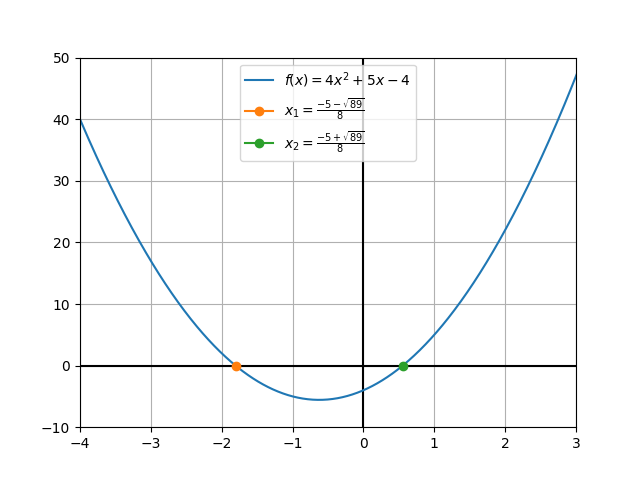 50
40
30
20
10
0
−10
−4 −3 −2 −1 0 1 2 3
f(x) = 4x² + 5x − 4
x₁ = (−5−√89)/8
x₂ = (−5+√89)/8